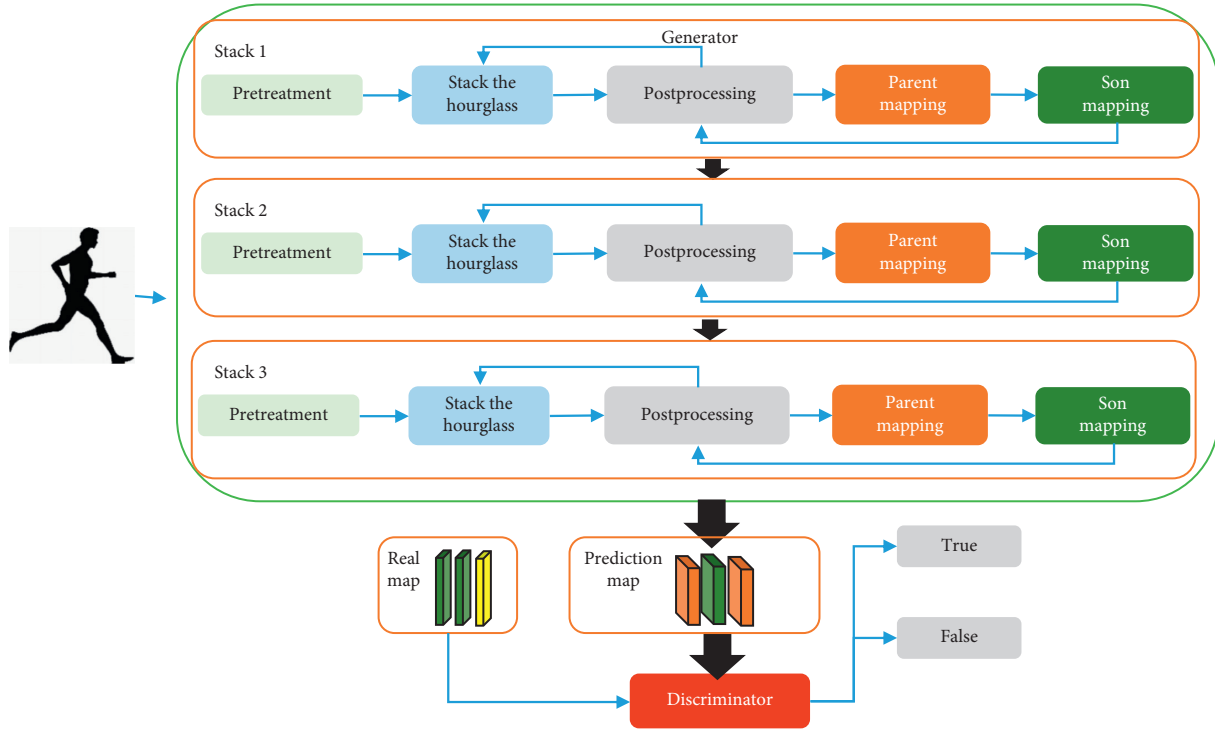 Generator
Stack 1
Pretreatment
Stack the
hourglass
Postprocessing
Parent
mapping
Son
mapping
Stack 2
Pretreatment
Stack the
hourglass
Postprocessing
Parent
mapping
Son
mapping
Stack 3
Pretreatment
Stack the
hourglass
Postprocessing
Parent
mapping
Son
mapping
Real
map
Prediction
map
True
False
Discriminator